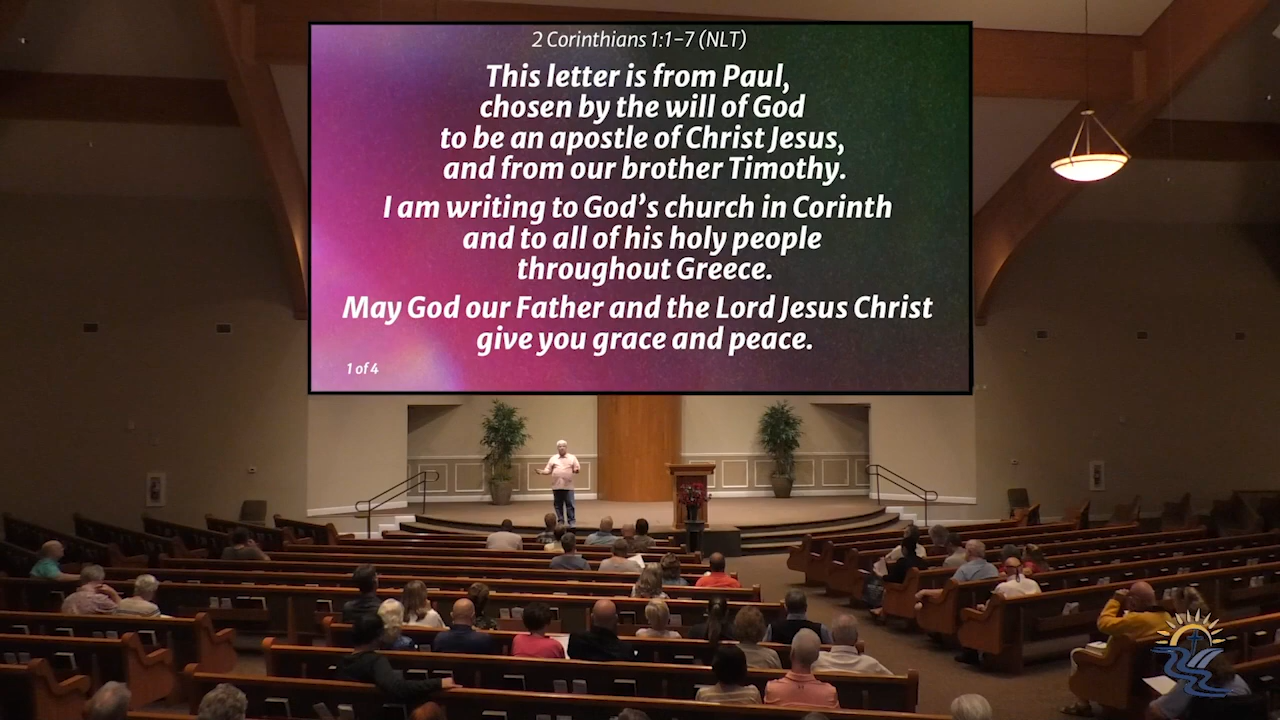 2 Corinthians 1:1–7 (NLT)
This letter is from Paul,
chosen by the will of God
to be an apostle of Christ Jesus,
and from our brother Timothy.
I am writing to God’s church in Corinth
and to all of his holy people
throughout Greece.
May God our Father and the Lord Jesus Christ
give you grace and peace.
1 of 4